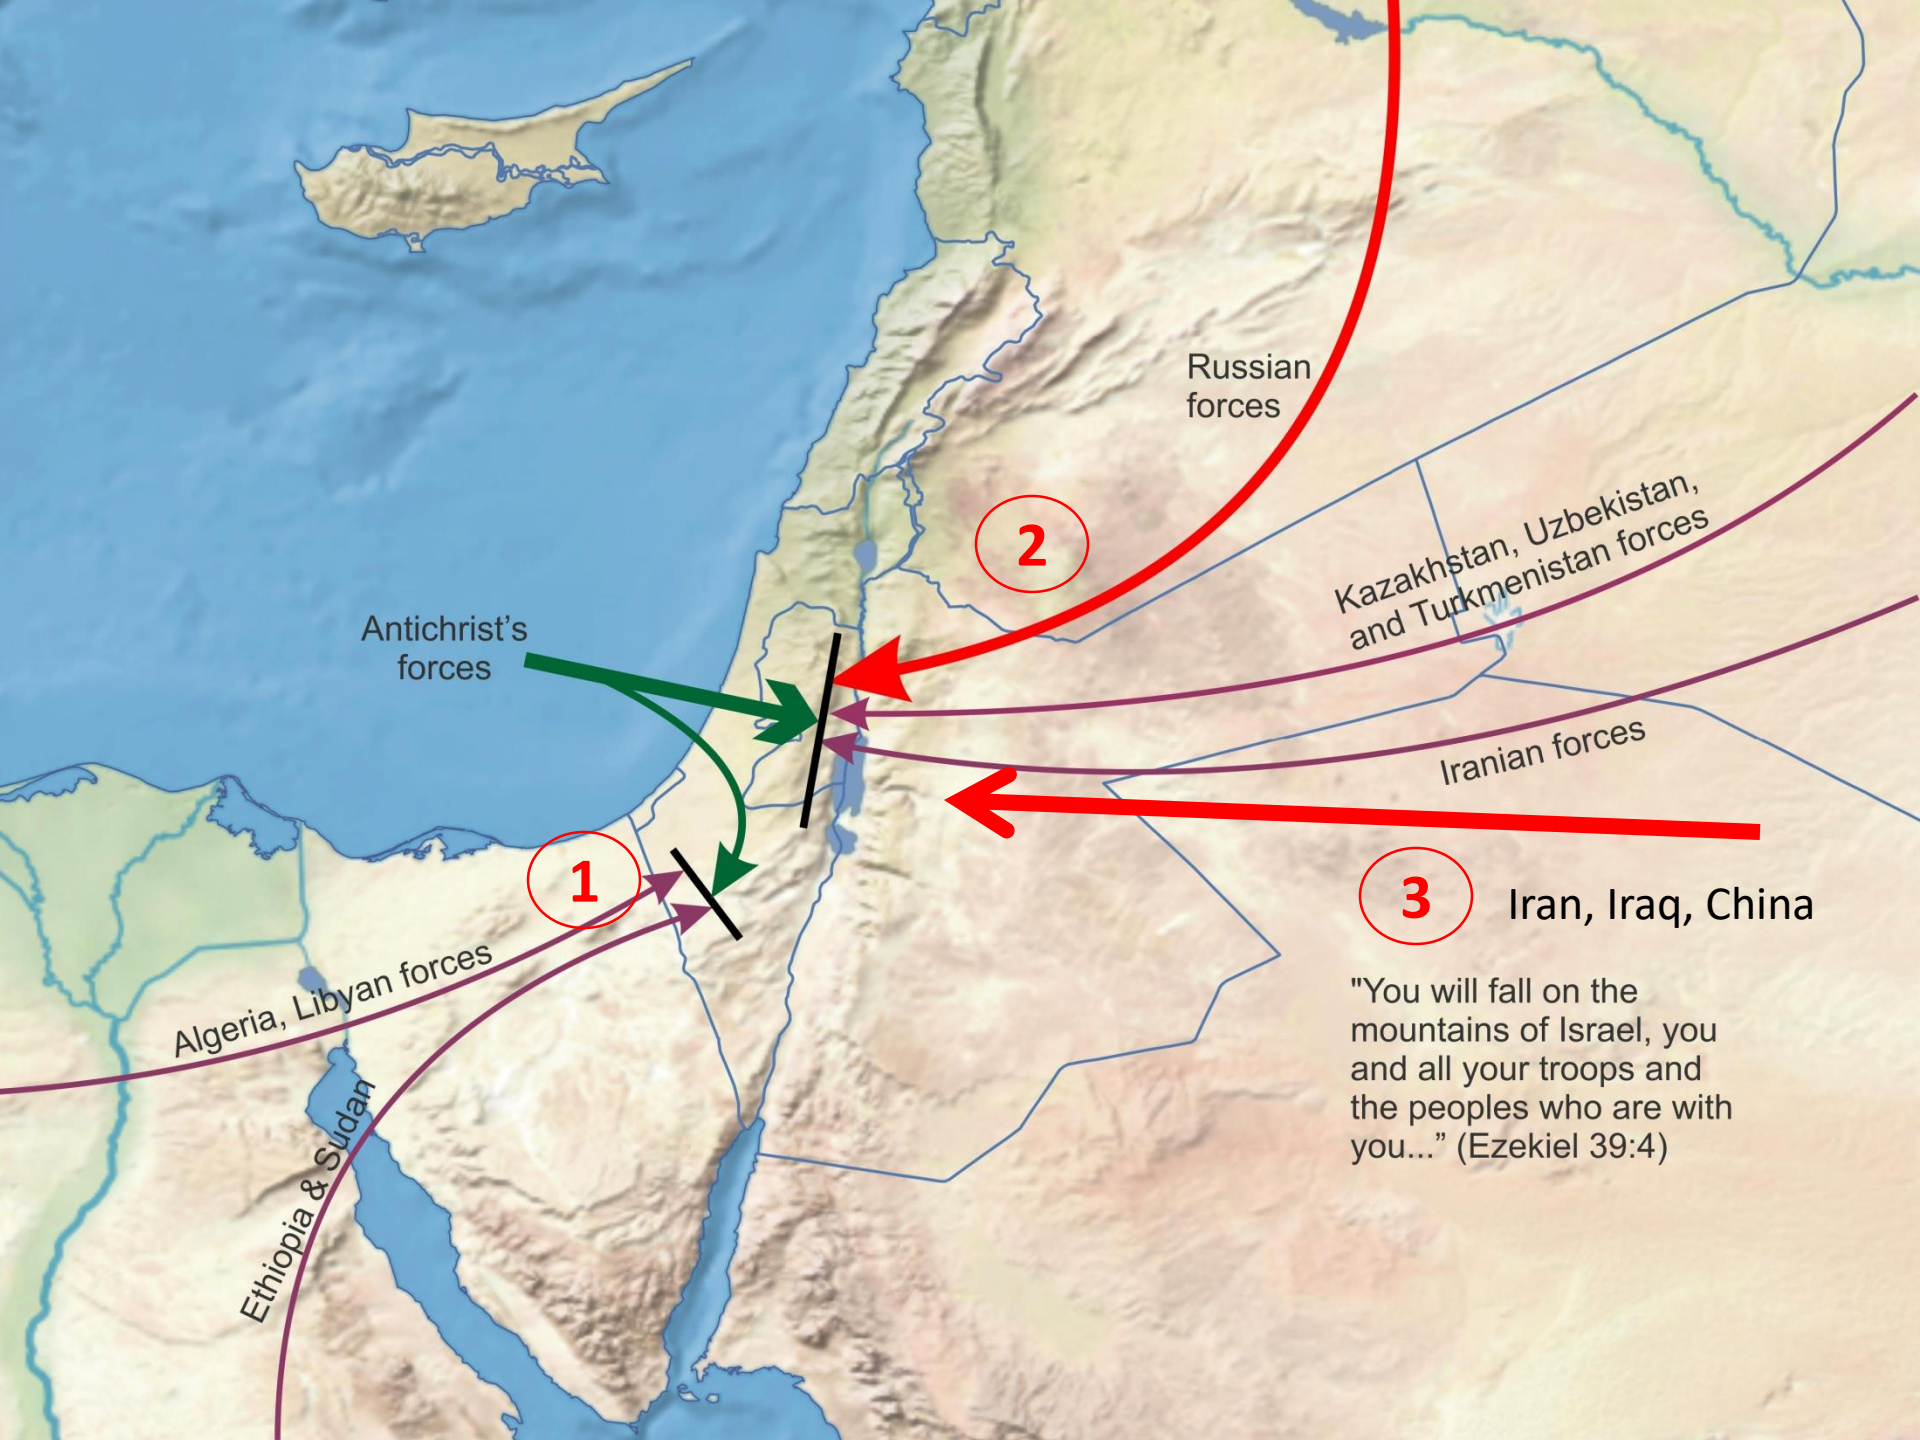 Russian
forces
2
Kazakhstan, Uzbekistan,
and Turkmenistan forces
Antichrist’s
forces
Iranian forces
1
3
Iran, Iraq, China
Algeria, Libyan forces
"You will fall on the
mountains of Israel, you
and all your troops and
the peoples who are with
you...” (Ezekiel 39:4)
Ethiopia & Sudan